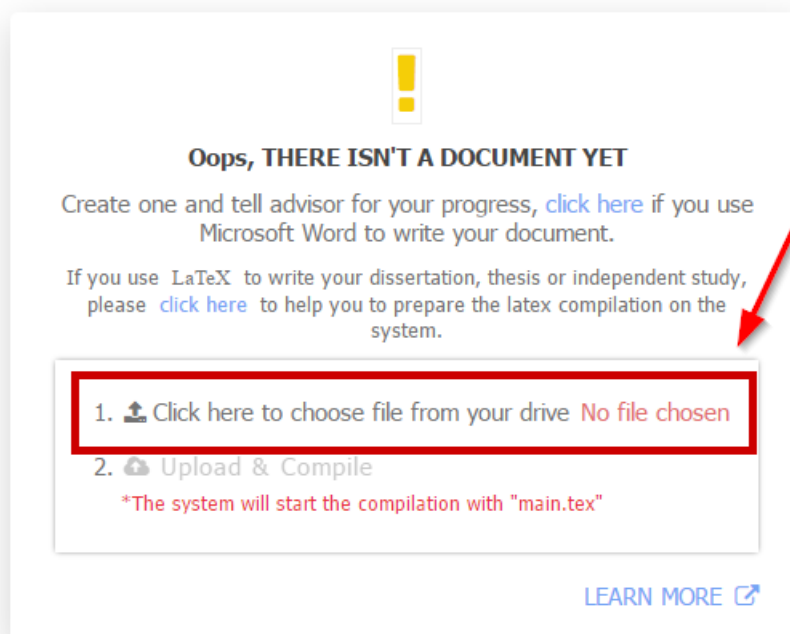 Oops, THERE ISN'T A DOCUMENT YET
Create one and tell advisor for your progress, click here if you use
Microsoft Word to write your document.
If you use LaTeX to write your dissertation, thesis or independent study,
please click here to help you to prepare the latex compilation on the
system.
1. Click here to choose file from your drive No file chosen
2. Upload & Compile
*The system will start the compilation with "main.tex"
LEARN MORE